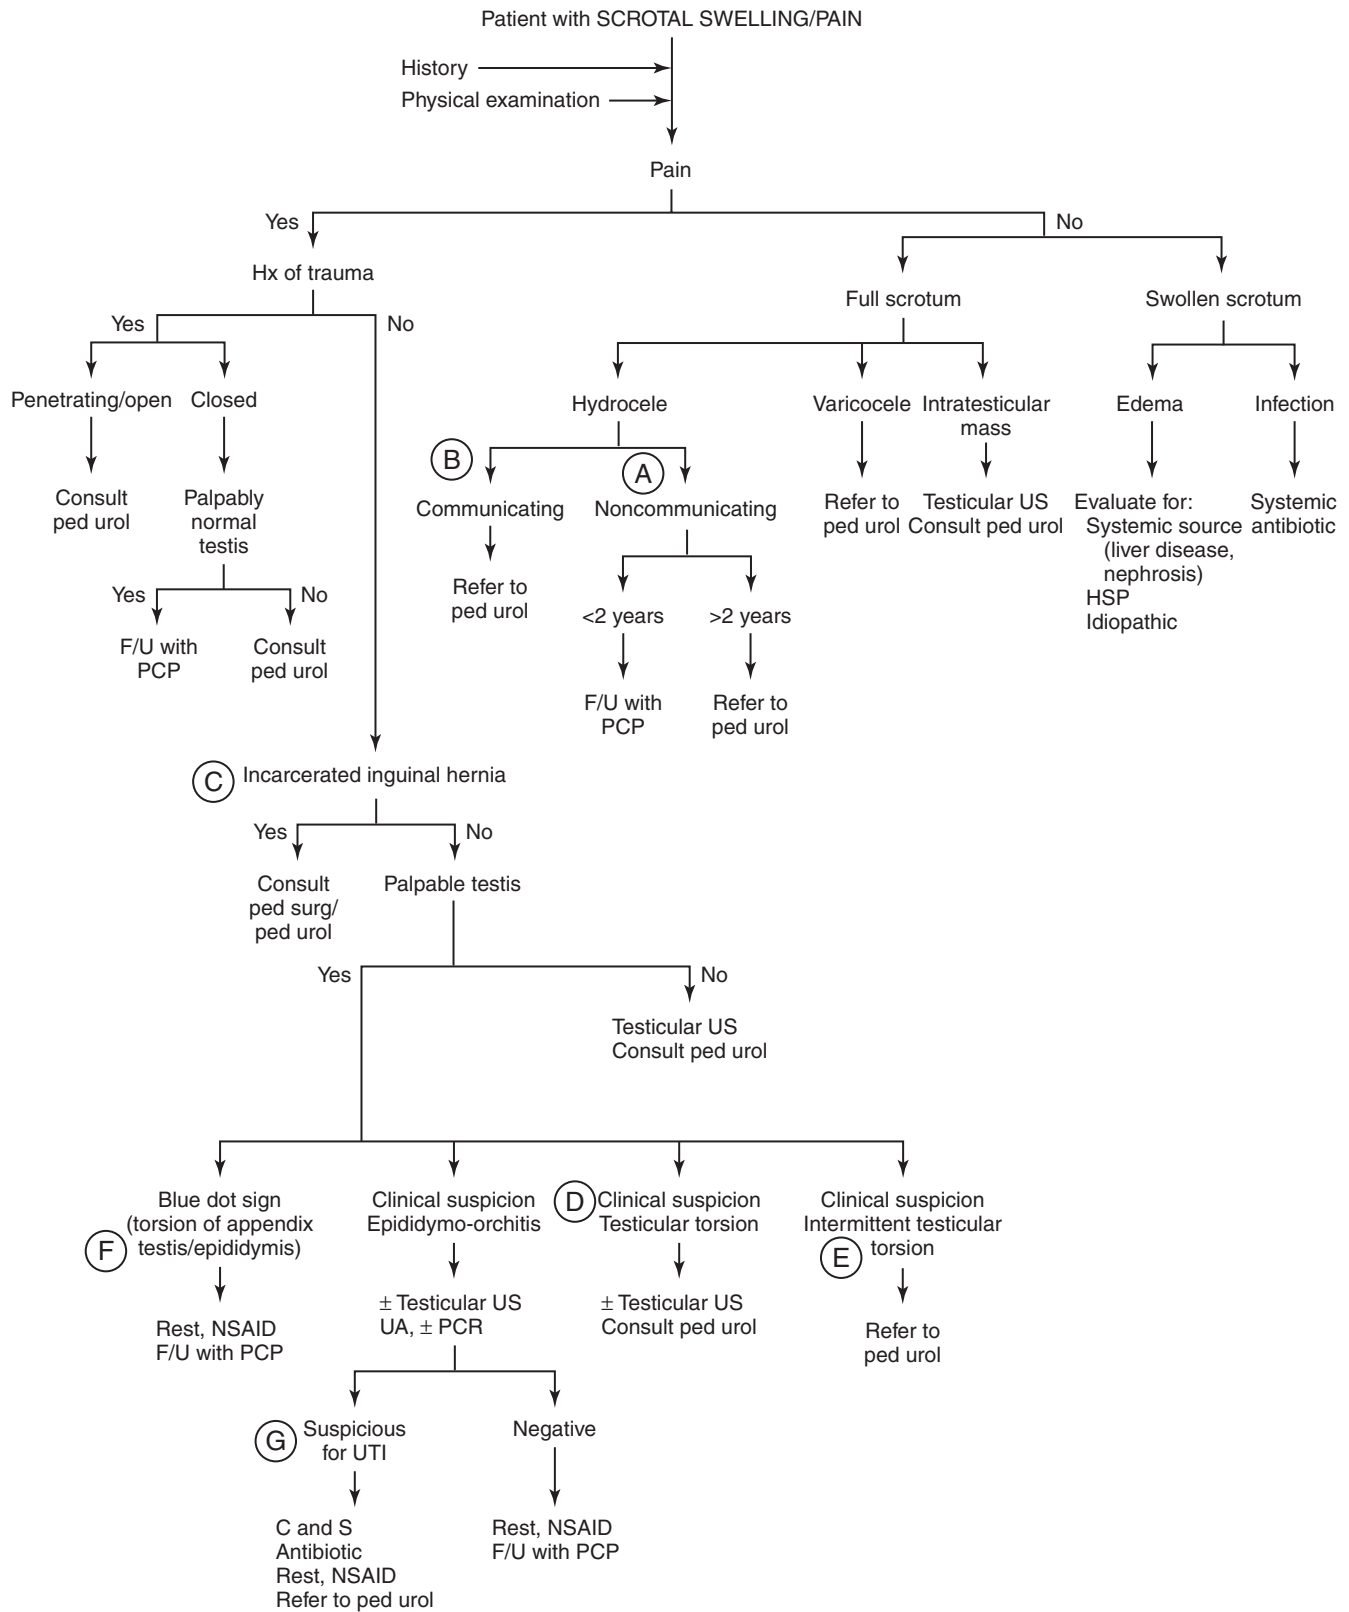 Patient with SCROTAL SWELLING/PAIN
History
Physical examination
Pain
Yes
No
Hx of trauma
Full scrotum
Swollen scrotum
Yes
No
Penetrating/open
Closed
Hydrocele
Varicocele
Intratesticular
mass
Edema
Infection
B
A
Consult
ped urol
Palpably
normal
testis
Communicating
Noncommunicating
Refer to
ped urol
Testicular US
Consult ped urol
Evaluate for:
Systemic source
(liver disease,
nephrosis)
HSP
Idiopathic
Systemic
antibiotic
Yes
No
Refer to
ped urol
<2 years
>2 years
F/U with
PCP
Consult
ped urol
F/U with
PCP
Refer to
ped urol
C
Incarcerated inguinal hernia
Yes
No
Consult
ped surg/
ped urol
Palpable testis
Yes
No
Testicular US
Consult ped urol
Blue dot sign
(torsion of appendix
testis/epididymis)
F
Clinical suspicion
Epididymo-orchitis
D
Clinical suspicion
Testicular torsion
Clinical suspicion
Intermittent testicular
torsion
E
Rest, NSAID
F/U with PCP
± Testicular US
UA, ± PCR
± Testicular US
Consult ped urol
Refer to
ped urol
G
Suspicious
for UTI
Negative
C and S
Antibiotic
Rest, NSAID
Refer to ped urol
Rest, NSAID
F/U with PCP